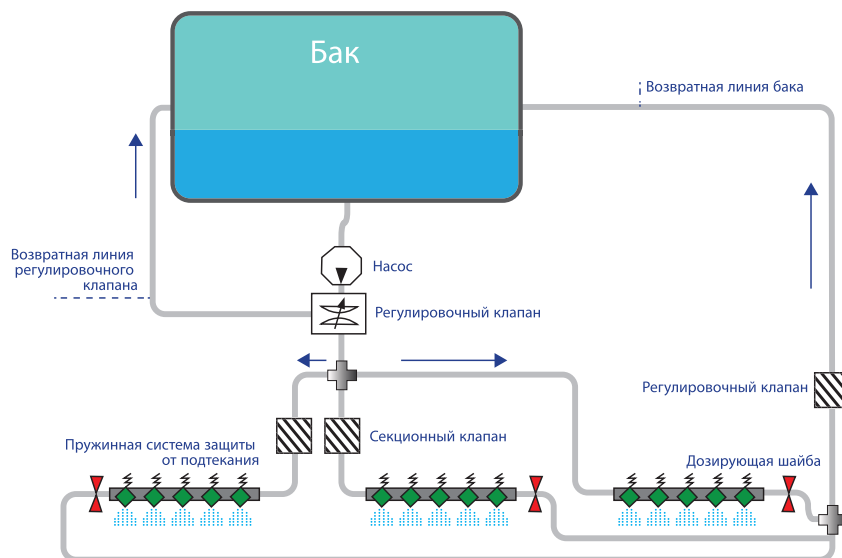 Бак
Возвратная линия бака
Возвратная линия
регулировочного
клапана
Насос
Регулировочный клапан
Регулировочный клапан
Пружинная система защиты
от подтекания
Секционный клапан
Дозирующая шайба